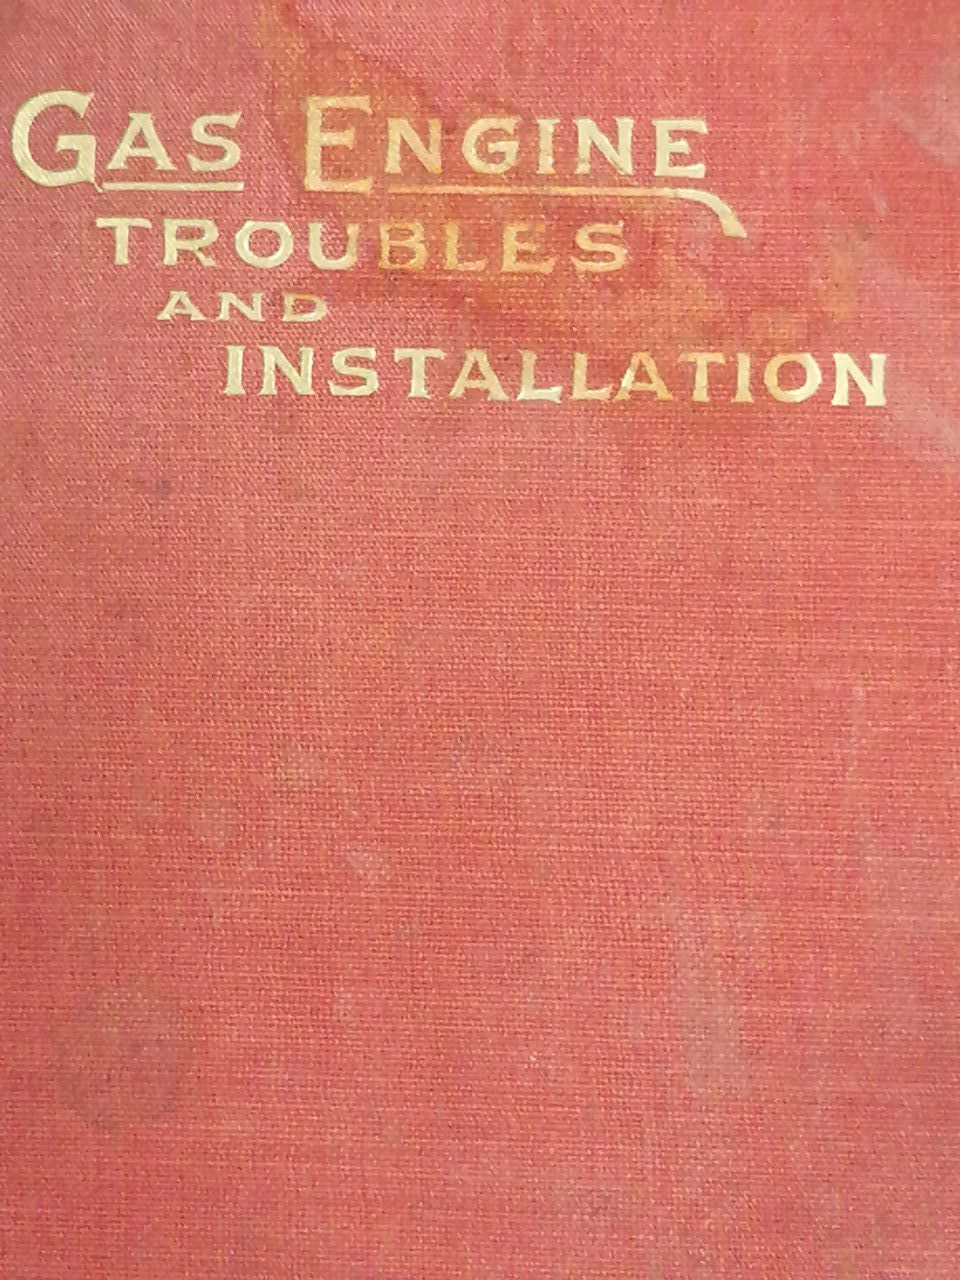 GAS ENGINE
TROUBLES
AND
INSTALLATION